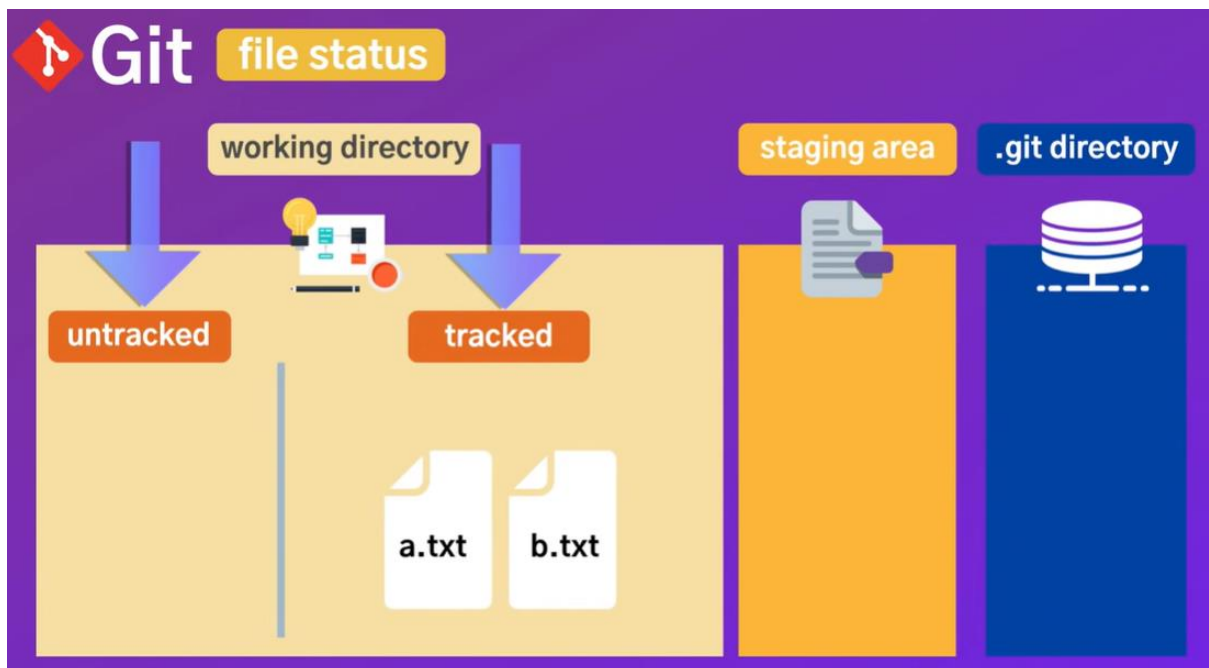 Git file status
working directory
staging area
.git directory
untracked
tracked
a.txt
b.txt